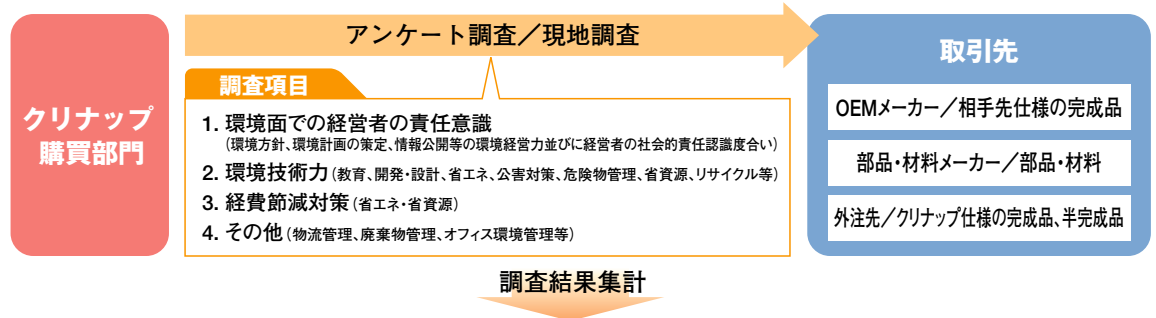 アンケート調査／現地調査
クリナップ
購買部門
調査項目
1. 環境面での経営者の責任意識
（環境方針、環境計画の策定、情報公開等の環境経営力並びに経営者の社会的責任認識度合い）
2. 環境技術力（教育、開発・設計、省エネ、公害対策、危険物管理、省資源、リサイクル等）
3. 経費節減対策（省エネ・省資源）
4. その他（物流管理、廃棄物管理、オフィス環境管理等）
取引先
OEMメーカー／相手先仕様の完成品
部品・材料メーカー／部品・材料
外注先／クリナップ仕様の完成品、半完成品
調査結果集計